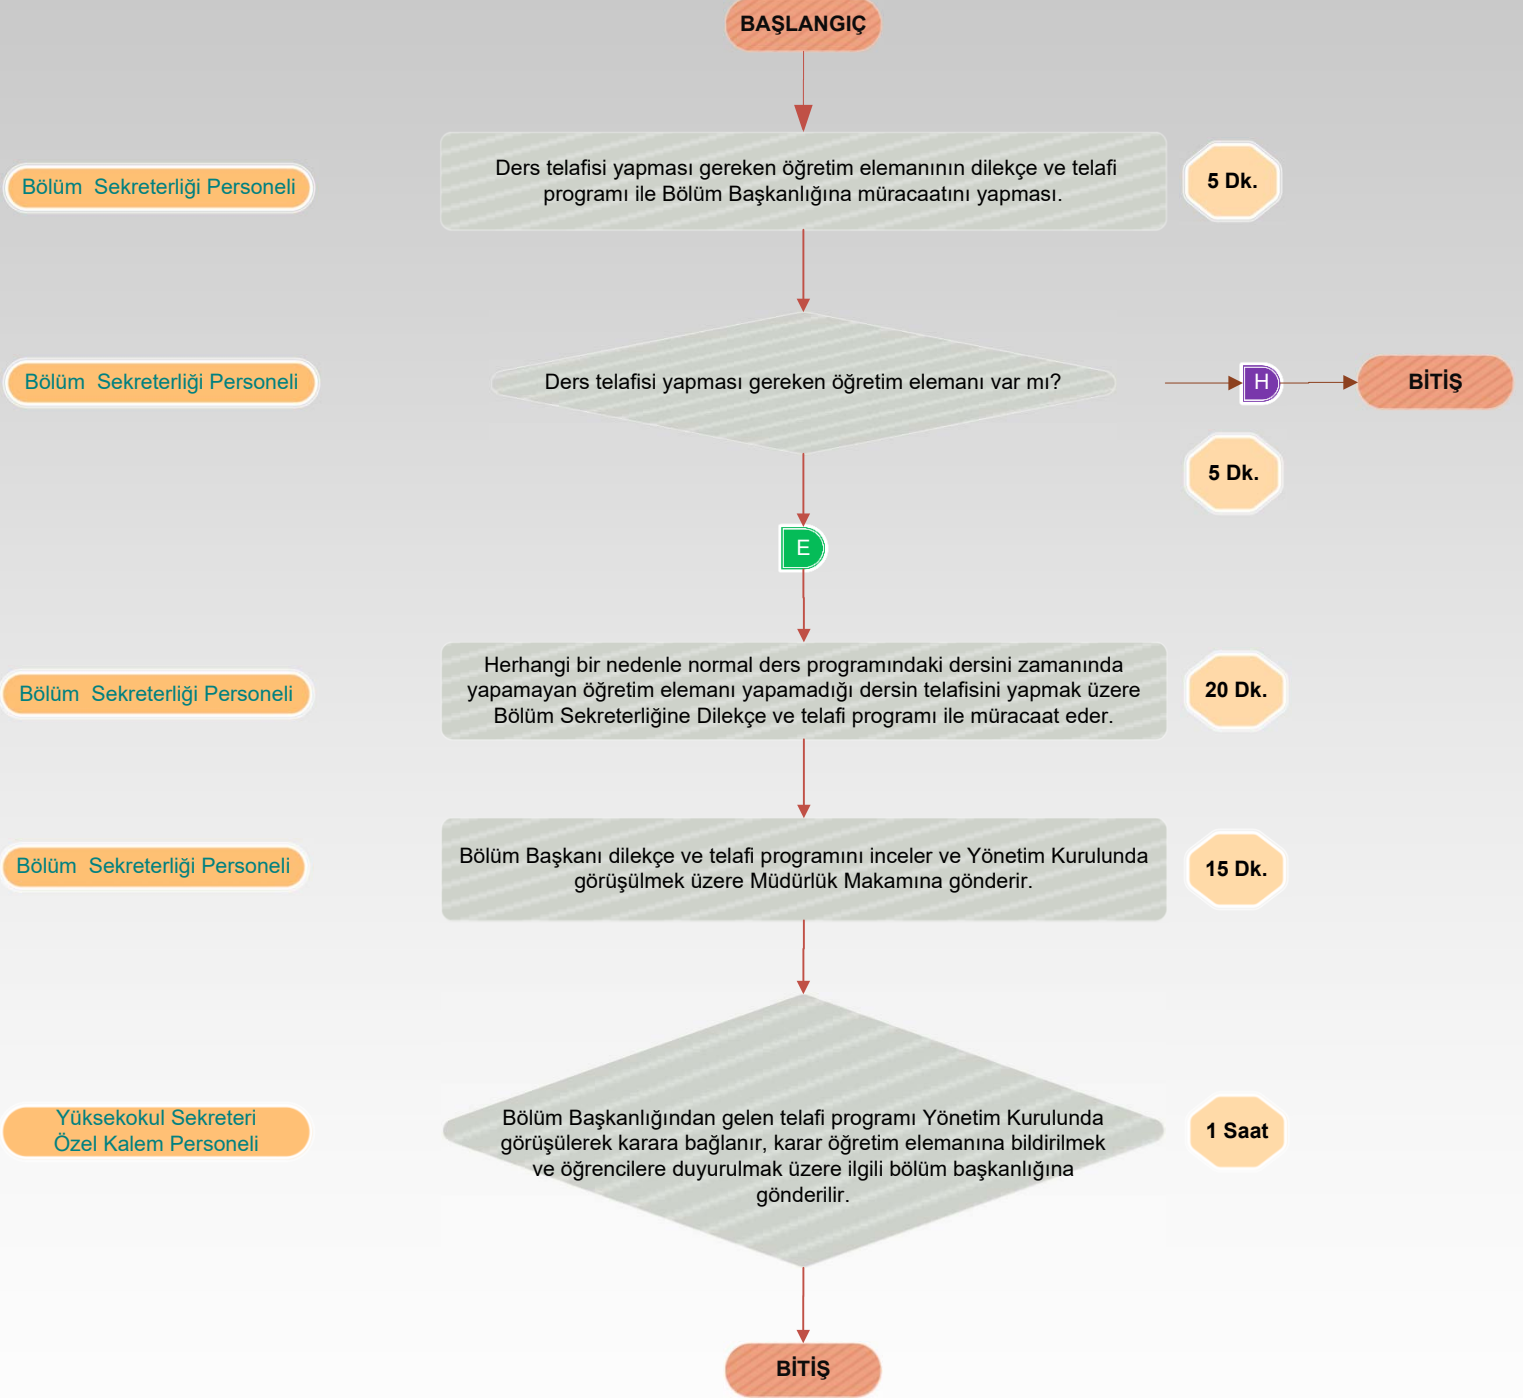 BAŞLANGIÇ
Bölüm  Sekreterliği Personeli
Ders telafisi yapması gereken öğretim elemanının dilekçe ve telafi
programı ile Bölüm Başkanlığına müracaatını yapması.
5 Dk.
Bölüm  Sekreterliği Personeli
Ders telafisi yapması gereken öğretim elemanı var mı?
H
BİTİŞ
5 Dk.
E
Bölüm  Sekreterliği Personeli
Herhangi bir nedenle normal ders programındaki dersini zamanında
yapamayan öğretim elemanı yapamadığı dersin telafisini yapmak üzere
Bölüm Sekreterliğine Dilekçe ve telafi programı ile müracaat eder.
20 Dk.
Bölüm  Sekreterliği Personeli
Bölüm Başkanı dilekçe ve telafi programını inceler ve Yönetim Kurulunda
görüşülmek üzere Müdürlük Makamına gönderir.
15 Dk.
Yüksekokul Sekreteri
Özel Kalem Personeli
Bölüm Başkanlığından gelen telafi programı Yönetim Kurulunda
görüşülerek karara bağlanır, karar öğretim elemanına bildirilmek
ve öğrencilere duyurulmak üzere ilgili bölüm başkanlığına
gönderilir.
1 Saat
BİTİŞ